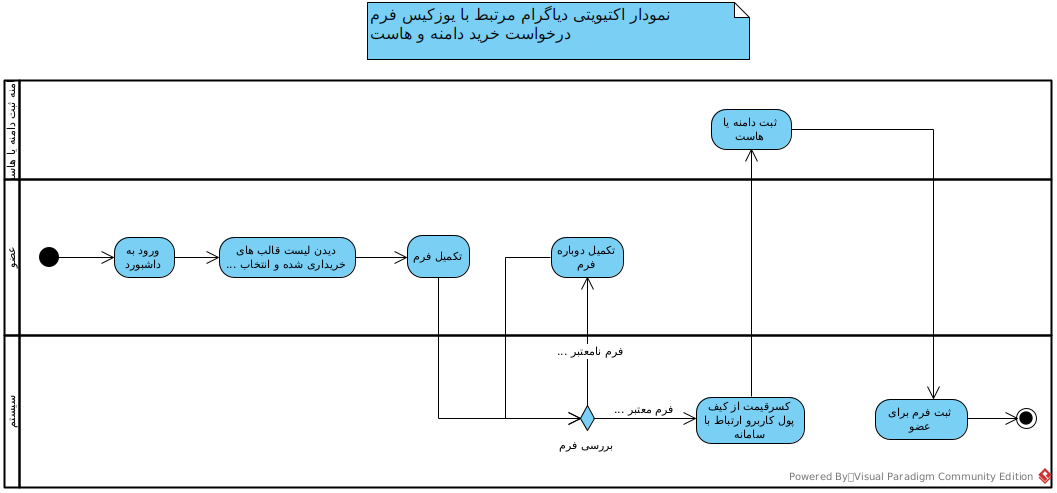 نمودار اکتیویتی دیاگرام مرتبط با یوزکیس فرم
درخواست خرید دامنه و هاست
منه ثبت دامنه یا هاس
ثبت دامنه یا
هاست
عضو
ورود به
داشبورد
دیدن لیست قالب های
خریداری شده و انتخاب ...
تکمیل فرم
تکمیل دوباره
فرم
سیستم
فرم نامعتبر ...
فرم معتبر ...
بررسی فرم
کسرقیمت از کیف
پول کاربرو ارتباط با
سامانه
ثبت فرم برای
عضو
Powered By Visual Paradigm Community Edition